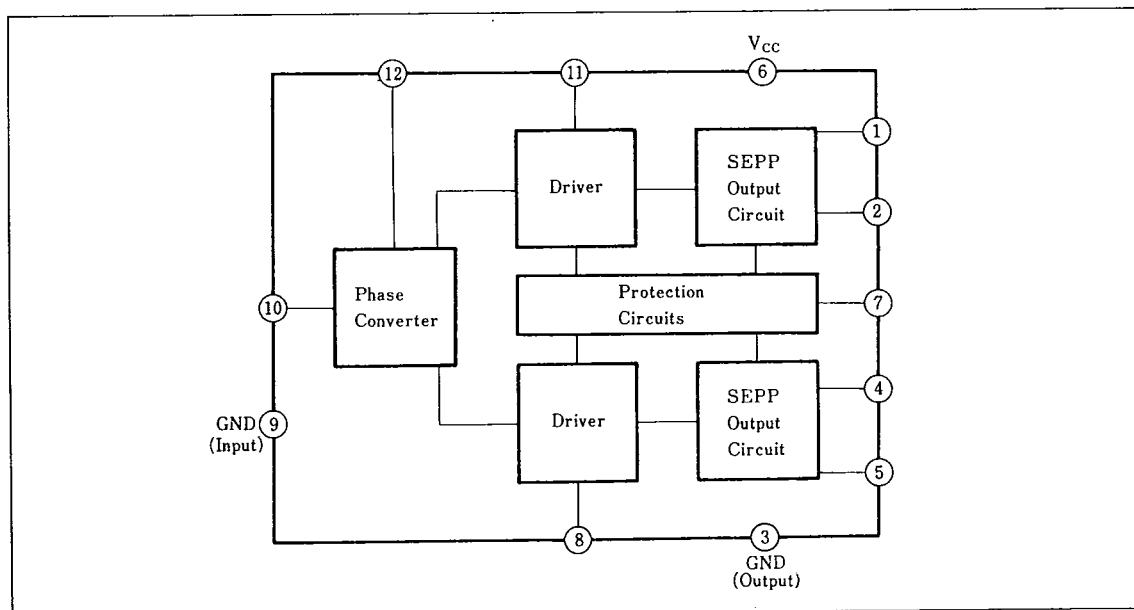 V_CC
12
11
6
1
SEPP
Output
Circuit
Driver
2
Phase
Converter
10
Protection
Circuits
7
4
SEPP
Output
Circuit
Driver
GND
(Input)
9
5
8
3
GND
(Output)